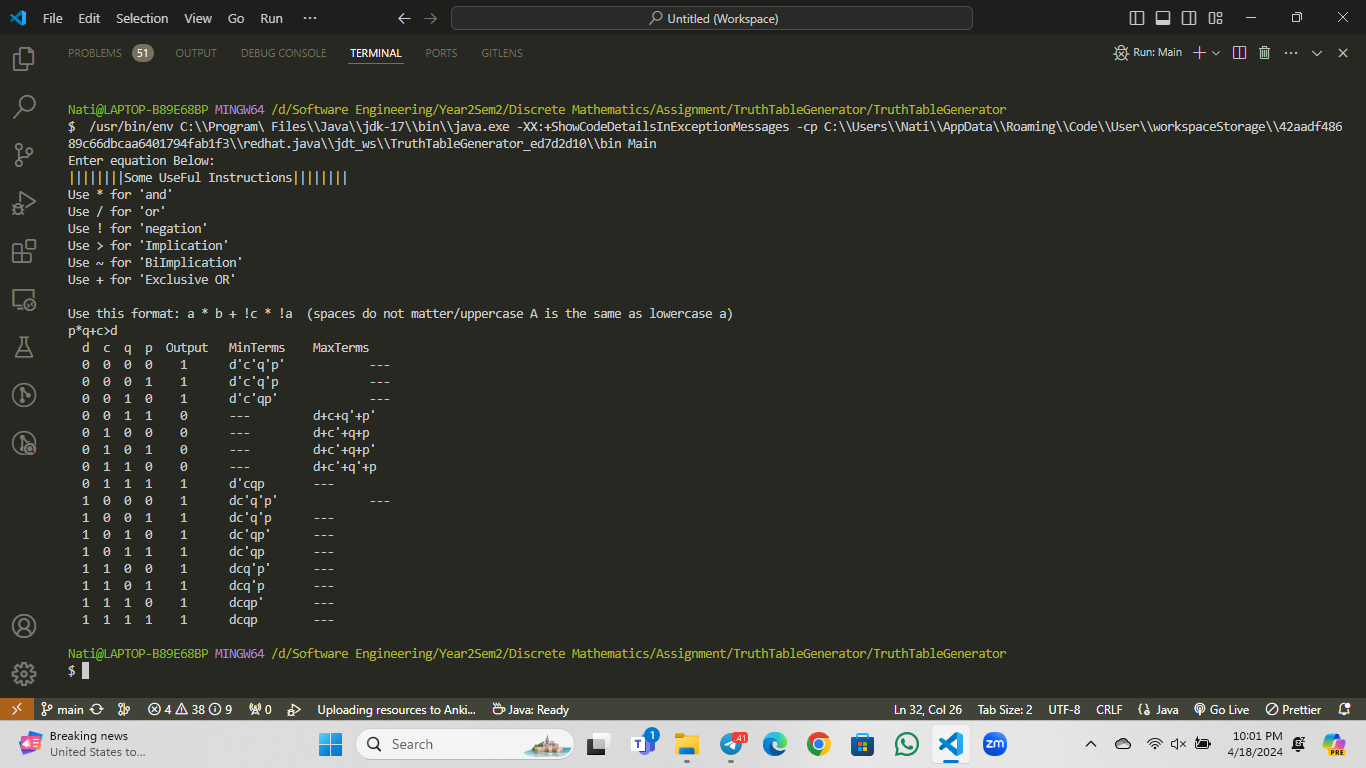 File Edit Selection View Go Run ··· Untitled (Workspace)
PROBLEMS 51 OUTPUT DEBUG CONSOLE TERMINAL PORTS GITLENS Run: Main
Nati@LAPTOP-B89E68BP MINGW64 /d/Software Engineering/Year2Sem2/Discrete Mathematics/Assignment/TruthTableGenerator/TruthTableGenerator
$  /usr/bin/env C:\\Program\ Files\\Java\\jdk-17\\bin\\java.exe -XX:+ShowCodeDetailsInExceptionMessages -cp C:\\Users\\Nati\\AppData\\Roaming\\Code\\User\\workspaceStorage\\42aadf486
89c66dbcaa6401794fab1f3\\redhat.java\\jdt_ws\\TruthTableGenerator_ed7d2d10\\bin Main
Enter equation Below:
||||||||Some UseFul Instructions||||||||
Use * for 'and'
Use / for 'or'
Use ! for 'negation'
Use > for 'Implication'
Use ~ for 'BiImplication'
Use + for 'Exclusive OR'
Use this format: a * b + !c * !a  (spaces do not matter/uppercase A is the same as lowercase a)
p*q+c>d
d c q p Output MinTerms MaxTerms
0 0 0 0 1 d'c'q'p' ---
0 0 0 1 1 d'c'q'p ---
0 0 1 0 1 d'c'qp' ---
0 0 1 1 0 --- d+c+q'+p'
0 1 0 0 0 --- d+c'+q+p
0 1 0 1 0 --- d+c'+q+p'
0 1 1 0 0 --- d+c'+q'+p
0 1 1 1 1 d'cqp ---
1 0 0 0 1 dc'q'p' ---
1 0 0 1 1 dc'q'p ---
1 0 1 0 1 dc'qp' ---
1 0 1 1 1 dc'qp ---
1 1 0 0 1 dcq'p' ---
1 1 0 1 1 dcq'p ---
1 1 1 0 1 dcqp' ---
1 1 1 1 1 dcqp ---
Nati@LAPTOP-B89E68BP MINGW64 /d/Software Engineering/Year2Sem2/Discrete Mathematics/Assignment/TruthTableGenerator/TruthTableGenerator
$
main 4 38 9 0 Uploading resources to Anki... Java: Ready Ln 32, Col 26 Tab Size: 2 UTF-8 CRLF {} Java Go Live Prettier
Breaking news
United States to...
Search
1
41
zm
10:01 PM
4/18/2024
PRE